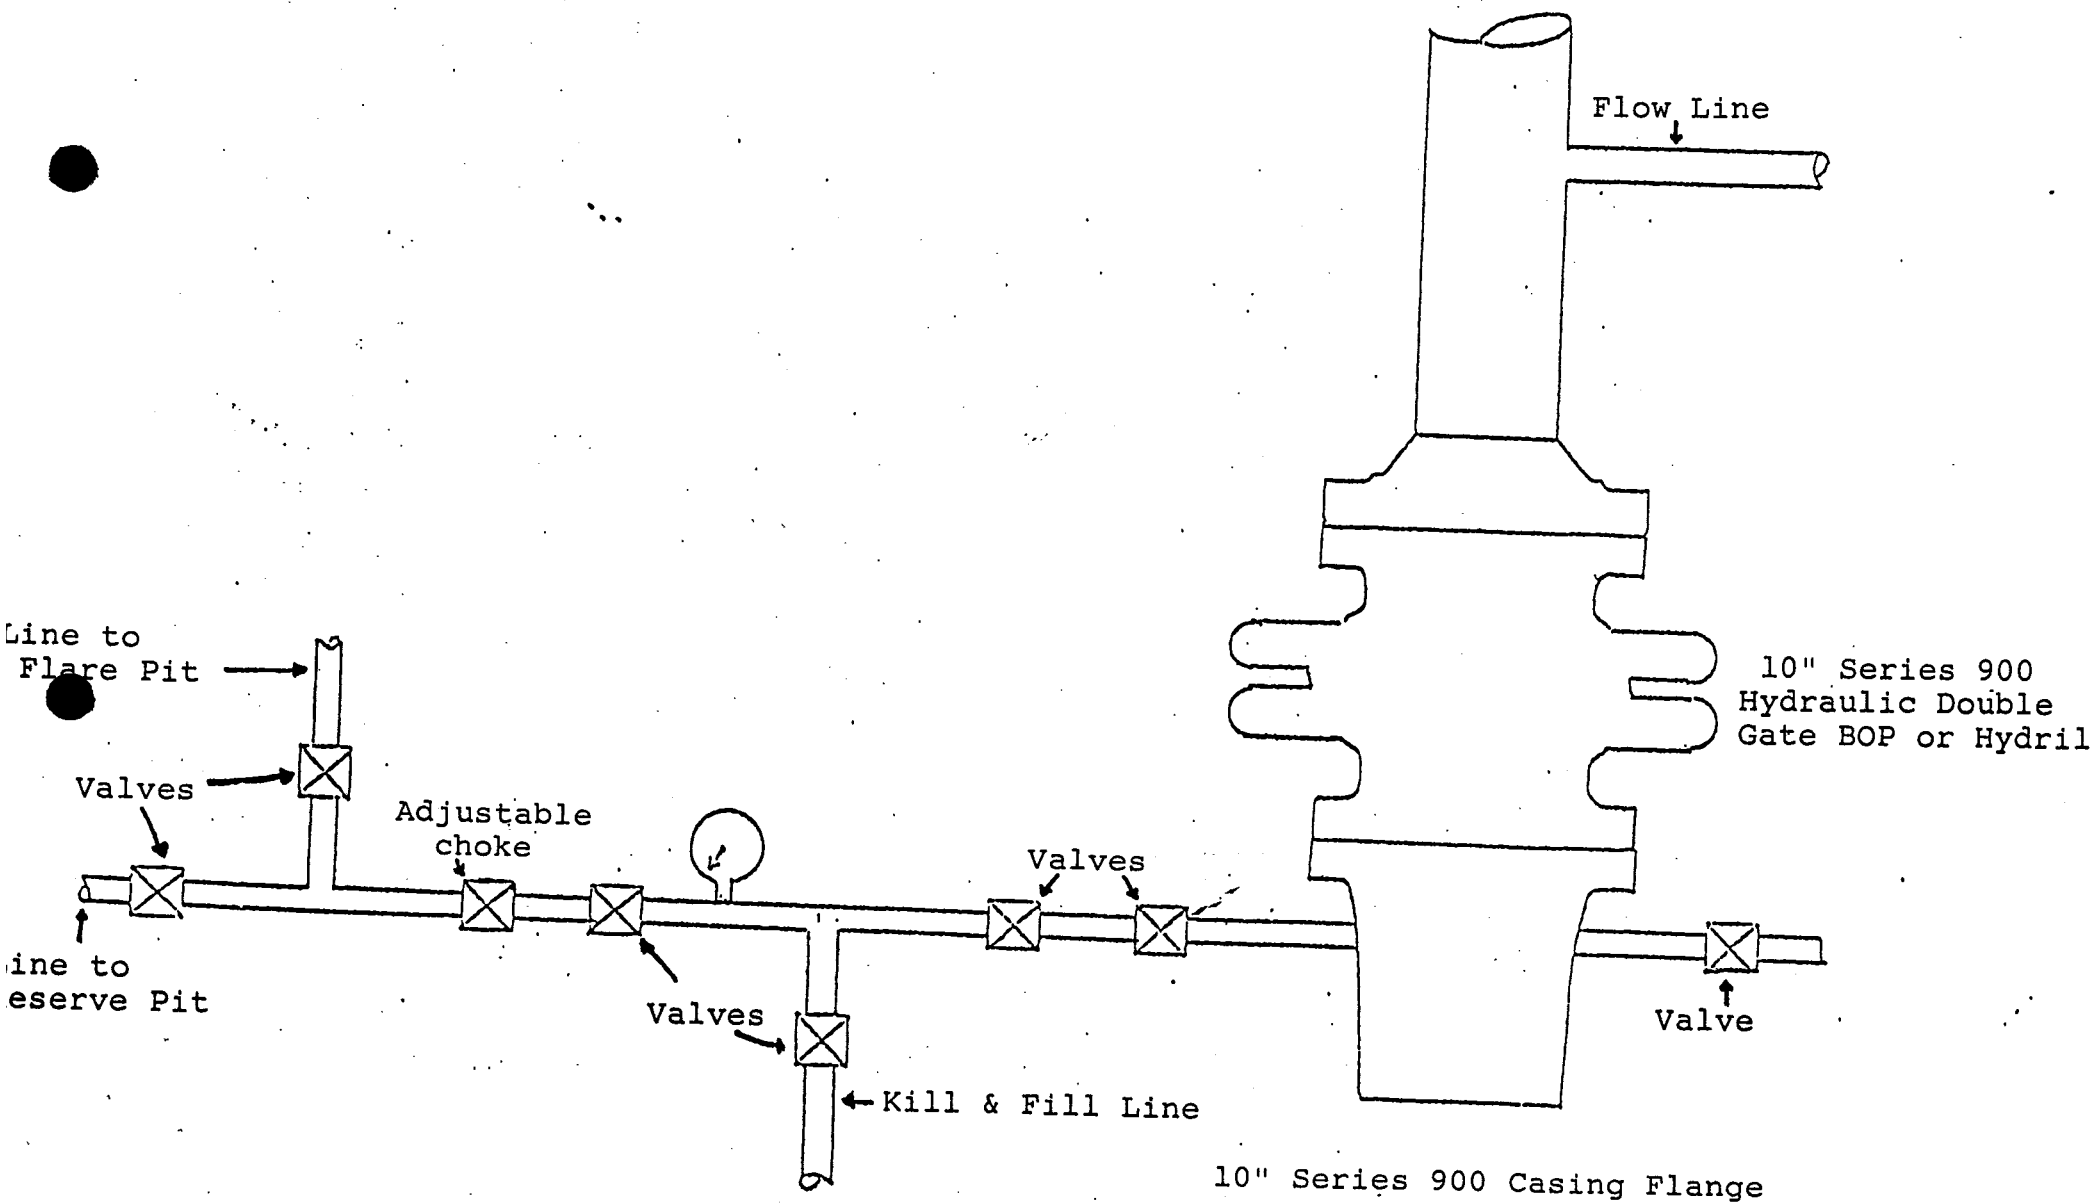 Flow Line
Line to
Flare Pit
10" Series 900
Hydraulic Double
Gate BOP or Hydril
Valves
Adjustable
choke
Valves
ine to
eserve Pit
Valves
Valve
Kill & Fill Line
10" Series 900 Casing Flange